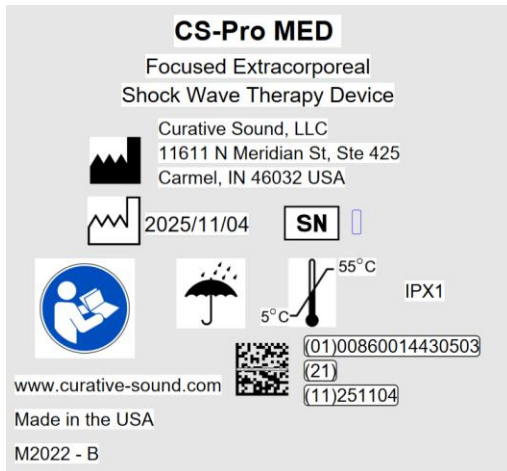 CS-Pro MED
Focused Extracorporeal
Shock Wave Therapy Device
Curative Sound, LLC
11611 N Meridian St, Ste 425
Carmel, IN 46032 USA
2025/11/04 SN
55°C
5°C
IPX1
(01)00860014430503
(21)
(11)251104
www.curative-sound.com
Made in the USA
M2022 - B